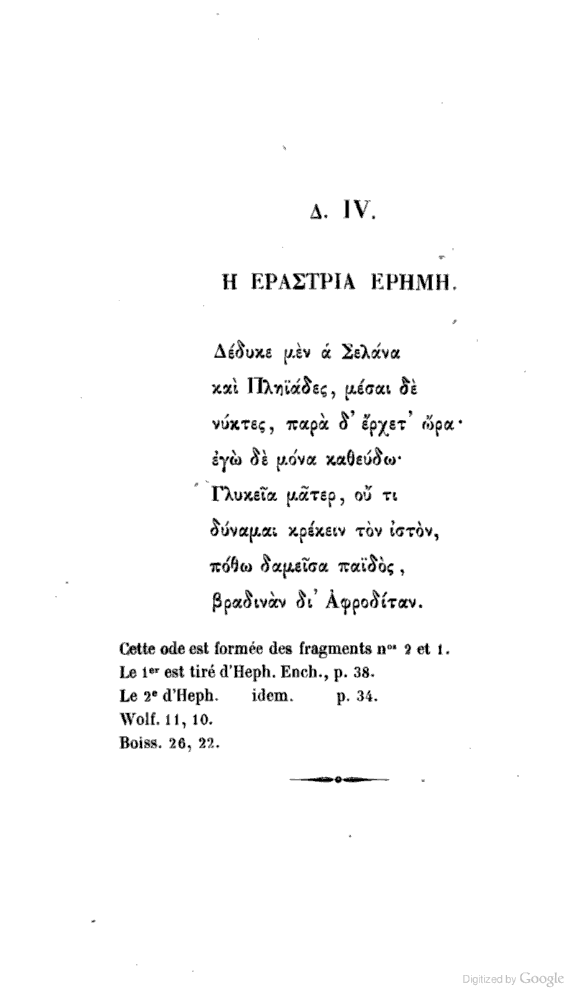 Δ. IV.
Η ΕΡΑΣΤΡΙΑ ΕΡΗΜΗ.
Δέδυκε μὲν ἁ Σελάνα
καὶ Πληϊάδες, μέσαι δὲ
νύκτες, παρὰ δ’ ἔρχετ’ ὥρα·
ἐγὼ δὲ μόνα καθεύδω·
Γλυκεῖα μᾶτερ, οὔ τι
δύναμαι κρέκειν τὸν ἱστὸν,
πόθω δαμεῖσα παῖδὸς,
βραδινὰν δι’ Ἀφροδίταν.
Cette ode est formée des fragments nᵒˢ 2 et 1.
Le 1ᵉʳ est tiré d’Heph. Ench., p. 38.
Le 2ᵉ d’Heph. idem. p. 34.
Wolf. 11, 10.
Boiss. 26, 22.
Digitized by Google